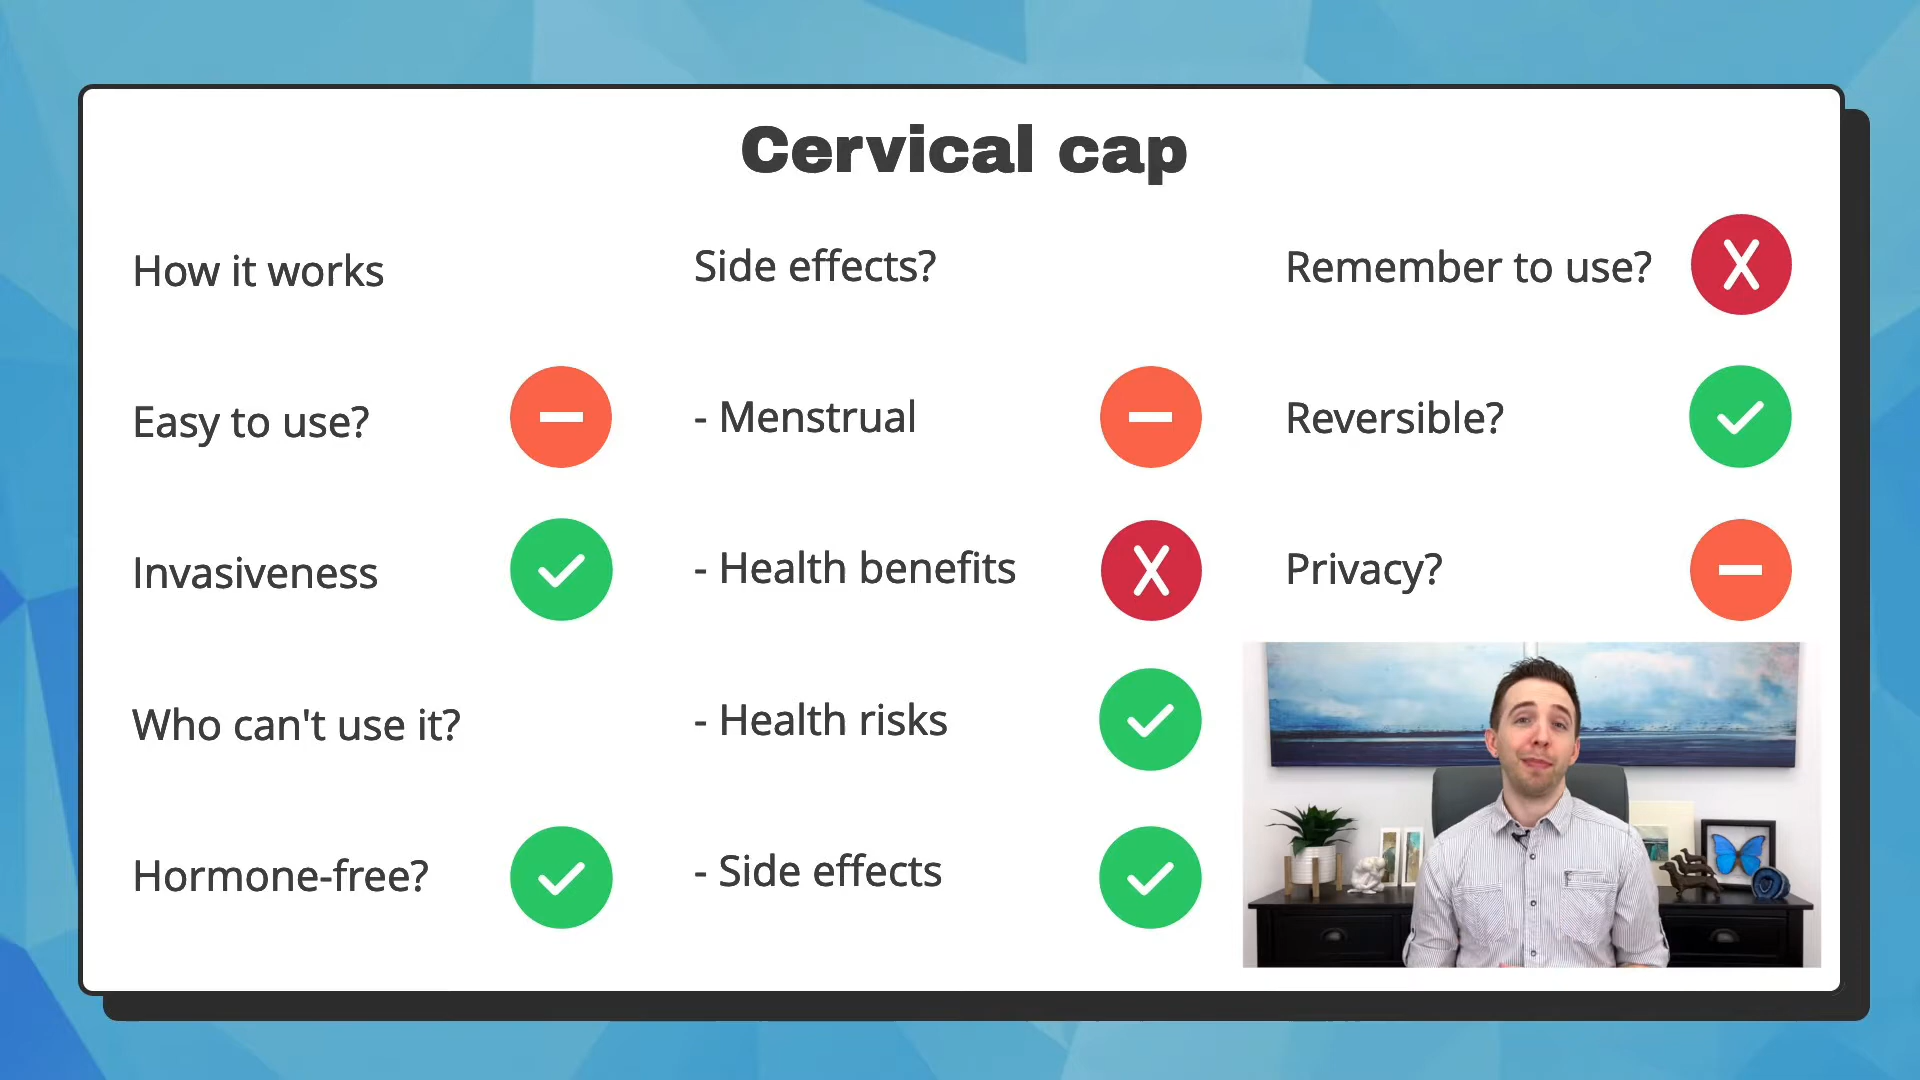 Cervical cap
How it works
Easy to use?
Invasiveness
Who can't use it?
Hormone-free?
Side effects?
- Menstrual
- Health benefits
- Health risks
- Side effects
Remember to use?
Reversible?
Privacy?